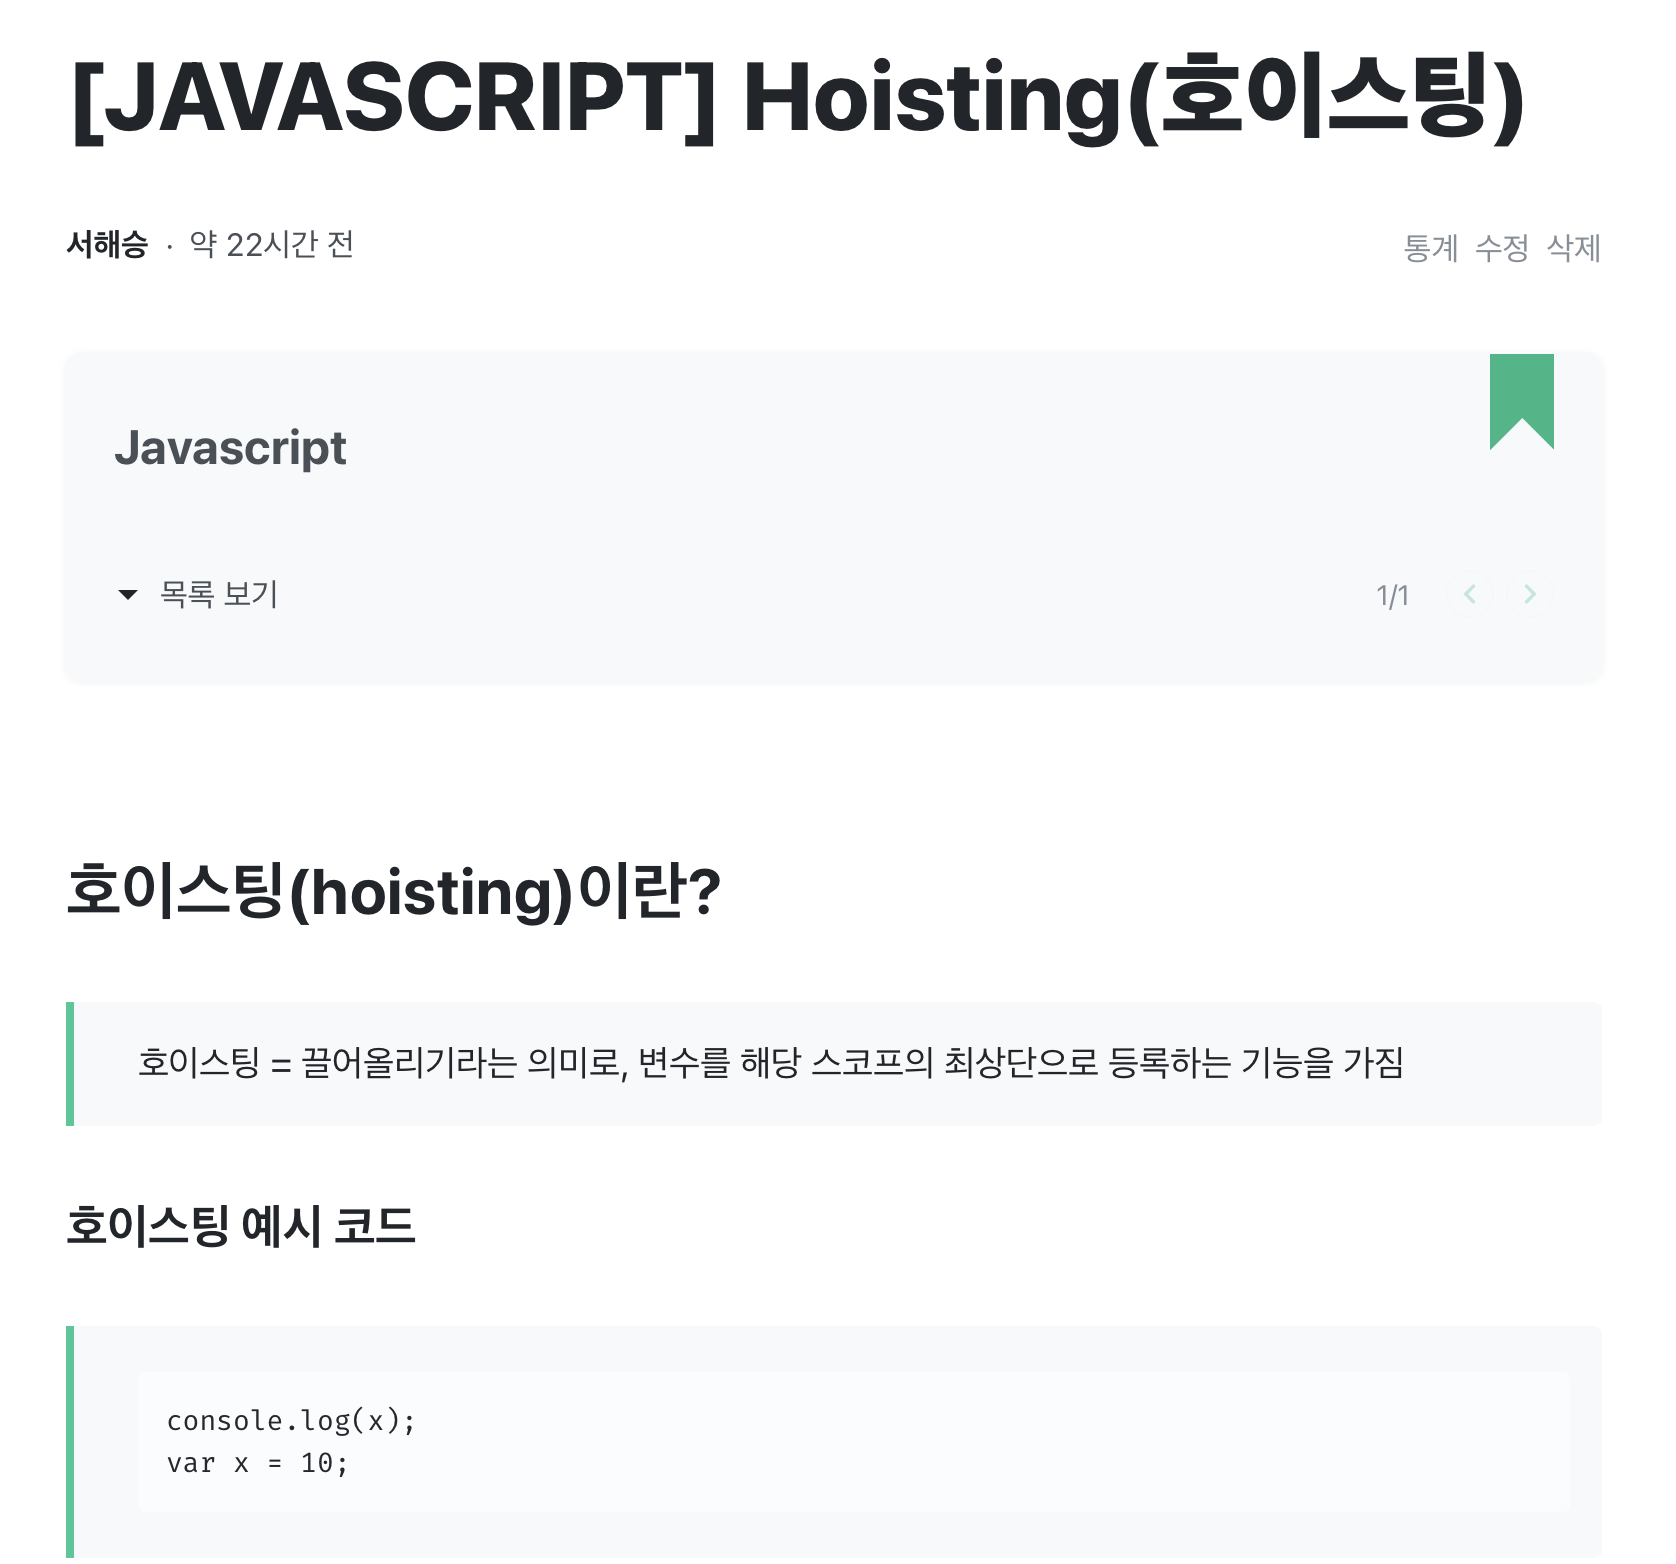 [JAVASCRIPT] Hoisting(호이스팅)
서해승 · 약 22시간 전
통계 수정 삭제
Javascript
목록 보기
1/1
호이스팅(hoisting)이란?
호이스팅 = 끌어올리기라는 의미로, 변수를 해당 스코프의 최상단으로 등록하는 기능을 가짐
호이스팅 예시 코드
console.log(x);
var x = 10;